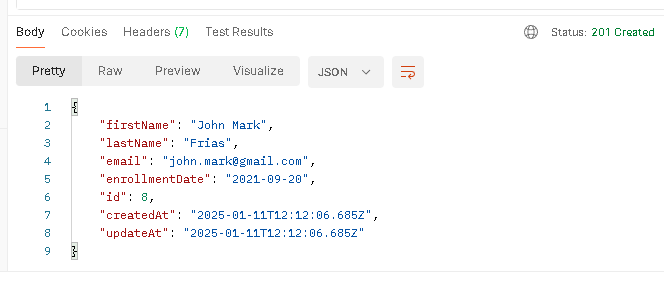 Body Cookies Headers (7) Test Results Status: 201 Created
Pretty Raw Preview Visualize JSON
1 {
2 "firstName": "John Mark",
3 "lastName": "Frias",
4 "email": "john.mark@gmail.com",
5 "enrollmentDate": "2021-09-20",
6 "id": 8,
7 "createdAt": "2025-01-11T12:12:06.685Z",
8 "updateAt": "2025-01-11T12:12:06.685Z"
9 }